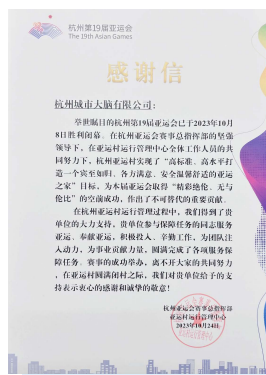 杭州第19届亚运会
The 19th Asian Games
感谢信
杭州城市大脑有限公司：
举世瞩目的杭州第19届亚运会已于2023年10月
8日胜利闭幕。在杭州亚运会赛事总指挥部的坚强
领导下，在亚运村运行管理中心全体工作人员的共
同努力下，杭州亚运村实现了“高标准、高水平打
造一个宾至如归、各方满意、安全温馨舒适的亚运
之家”目标，为本届亚运会取得“精彩绝伦、无与
伦比”的空前成功，作出了不可替代的重要贡献。
在杭州亚运村运行管理过程中，我们得到了贵
单位的大力支持，贵单位参与保障任务的同志服务
亚运、奉献亚运，积极投入、辛勤工作，为团队注
入动力，为事业贡献力量，圆满完成了各项服务保
障任务。赛事的成功举办，离不开大家的共同努力
，在亚运村圆满闭村之际，我们对贵单位给予的支
持表示衷心的感谢和诚挚的敬意！
杭州亚运会赛事总指挥部
亚运村运行管理中心
2023年10月24日